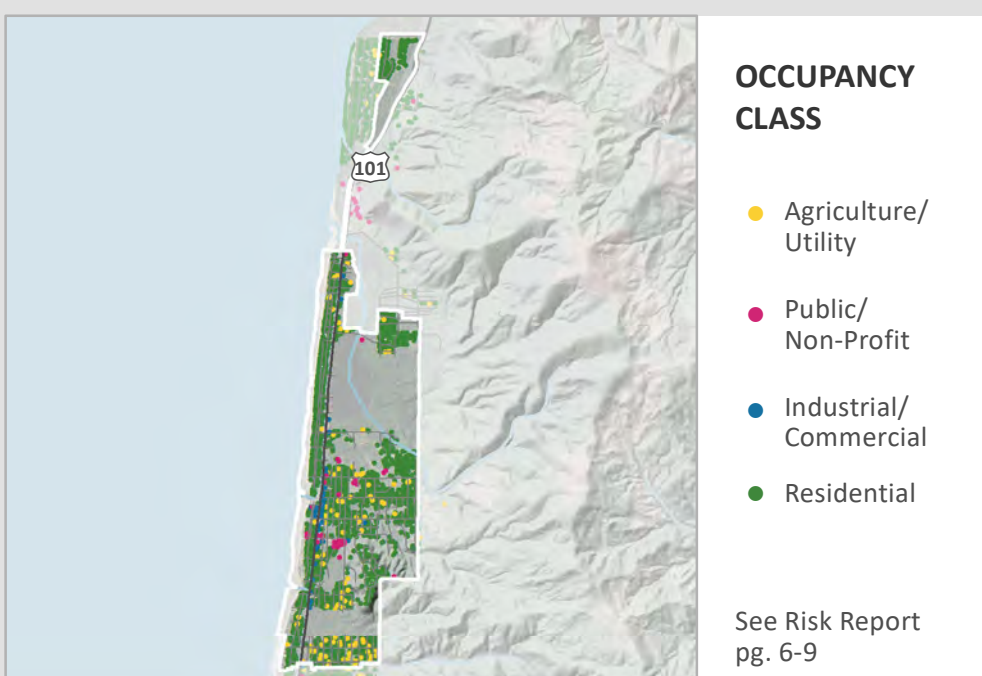 101
OCCUPANCY
CLASS
Agriculture/
Utility
Public/
Non-Profit
Industrial/
Commercial
Residential
See Risk Report
pg. 6-9